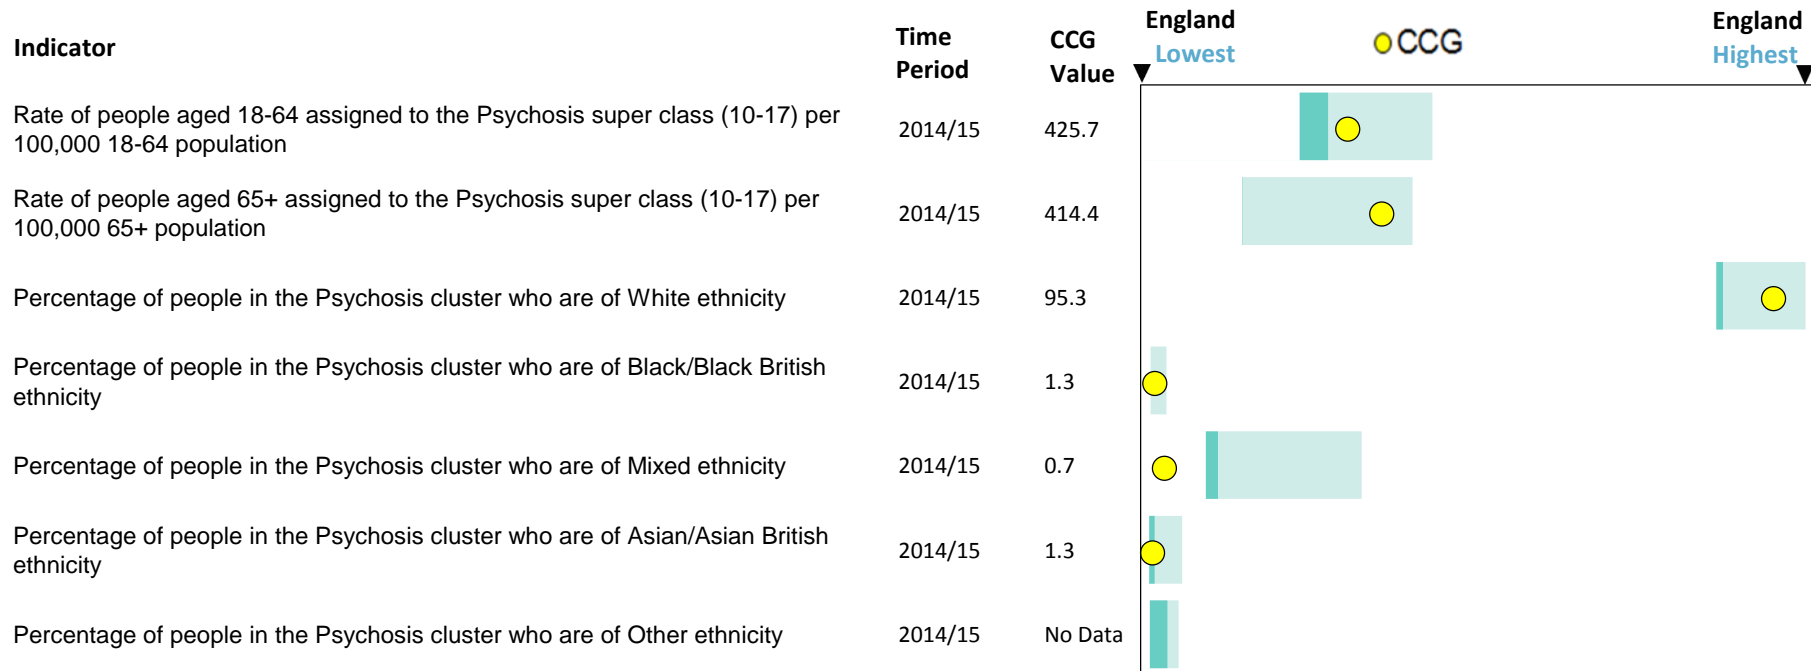 Indicator
Time Period
CCG Value
England Lowest
CCG
England Highest
Rate of people aged 18-64 assigned to the Psychosis super class (10-17) per
100,000 18-64 population
2014/15
425.7
Rate of people aged 65+ assigned to the Psychosis super class (10-17) per
100,000 65+ population
2014/15
414.4
Percentage of people in the Psychosis cluster who are of White ethnicity
2014/15
95.3
Percentage of people in the Psychosis cluster who are of Black/Black British
ethnicity
2014/15
1.3
Percentage of people in the Psychosis cluster who are of Mixed ethnicity
2014/15
0.7
Percentage of people in the Psychosis cluster who are of Asian/Asian British
ethnicity
2014/15
1.3
Percentage of people in the Psychosis cluster who are of Other ethnicity
2014/15
No Data